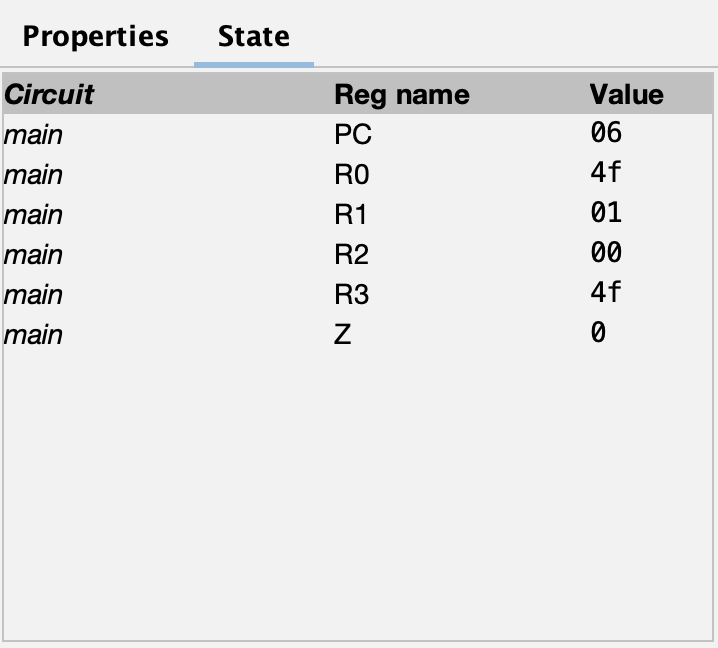 Properties State
Circuit Reg name Value
main PC 06
main R0 4f
main R1 01
main R2 00
main R3 4f
main Z 0